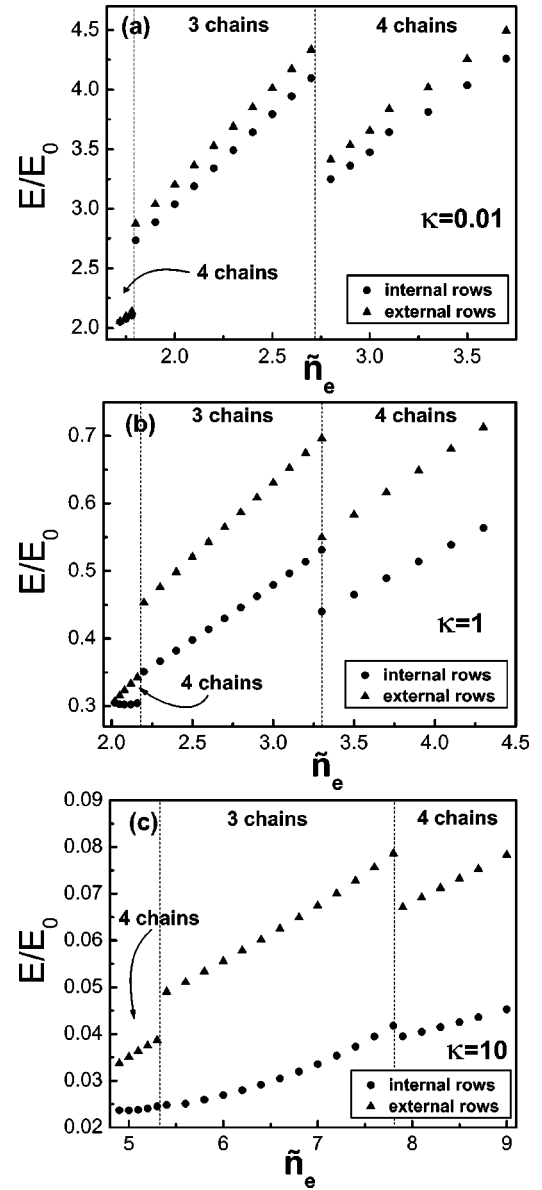 (a) 3 chains 4 chains
4.5
4.0
3.5
3.0
2.5
2.0
E/E₀
κ=0.01
4 chains
internal rows
external rows
2.0 2.5 3.0 3.5
ñₑ
(b) 3 chains 4 chains
0.7
0.6
0.5
0.4
0.3
E/E₀
κ=1
4 chains
internal rows
external rows
2.0 2.5 3.0 3.5 4.0 4.5
ñₑ
(c) 3 chains 4 chains
0.09
0.08
0.07
0.06
0.05
0.04
0.03
0.02
E/E₀
4 chains
κ=10
internal rows
external rows
5 6 7 8 9
ñₑ